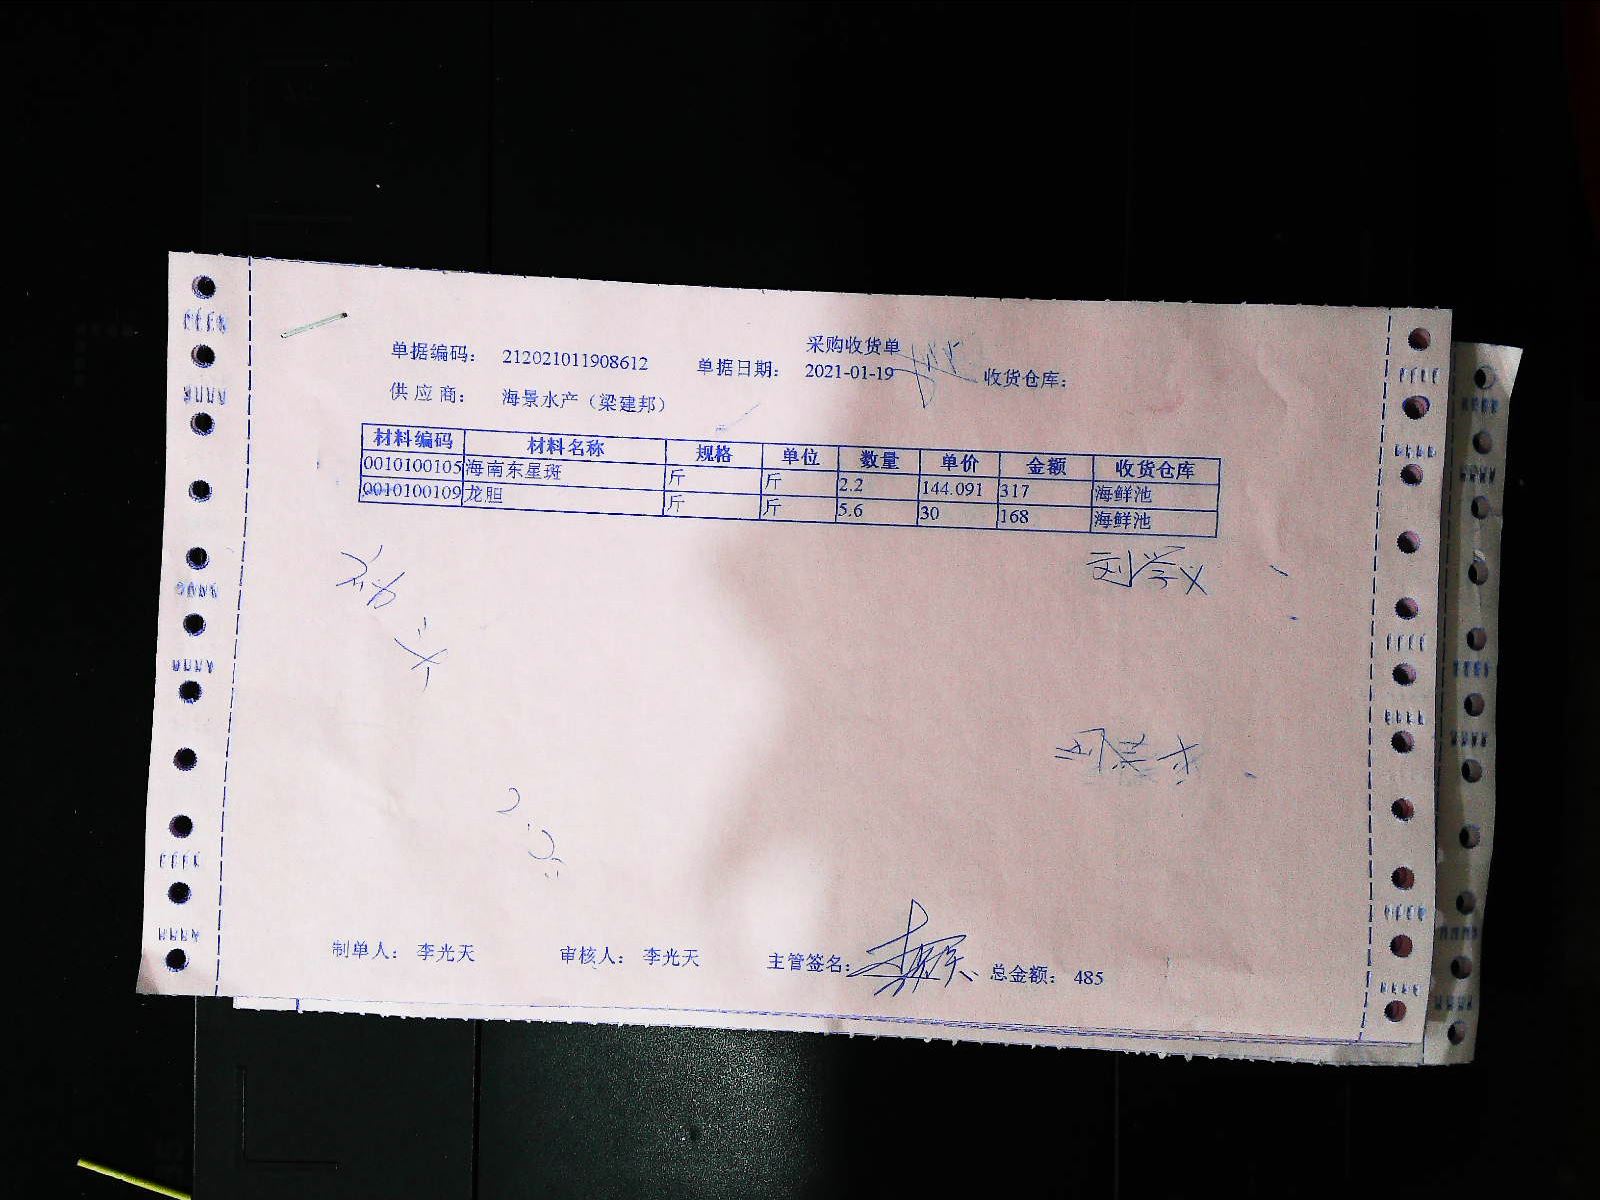 采购收货单
单据编码： 212021011908612 单据日期： 2021-01-19 收货仓库：
供 应 商： 海景水产（梁建邦）
材料编码 材料名称 规格 单位 数量 单价 金额 收货仓库
0010100105 海南东星斑 斤 斤 2.2 144.091 317 海鲜池
0010100109 龙胆 斤 斤 5.6 30 168 海鲜池
刘学义
制单人： 李光天 审核人： 李光天 主管签名： 总金额： 485